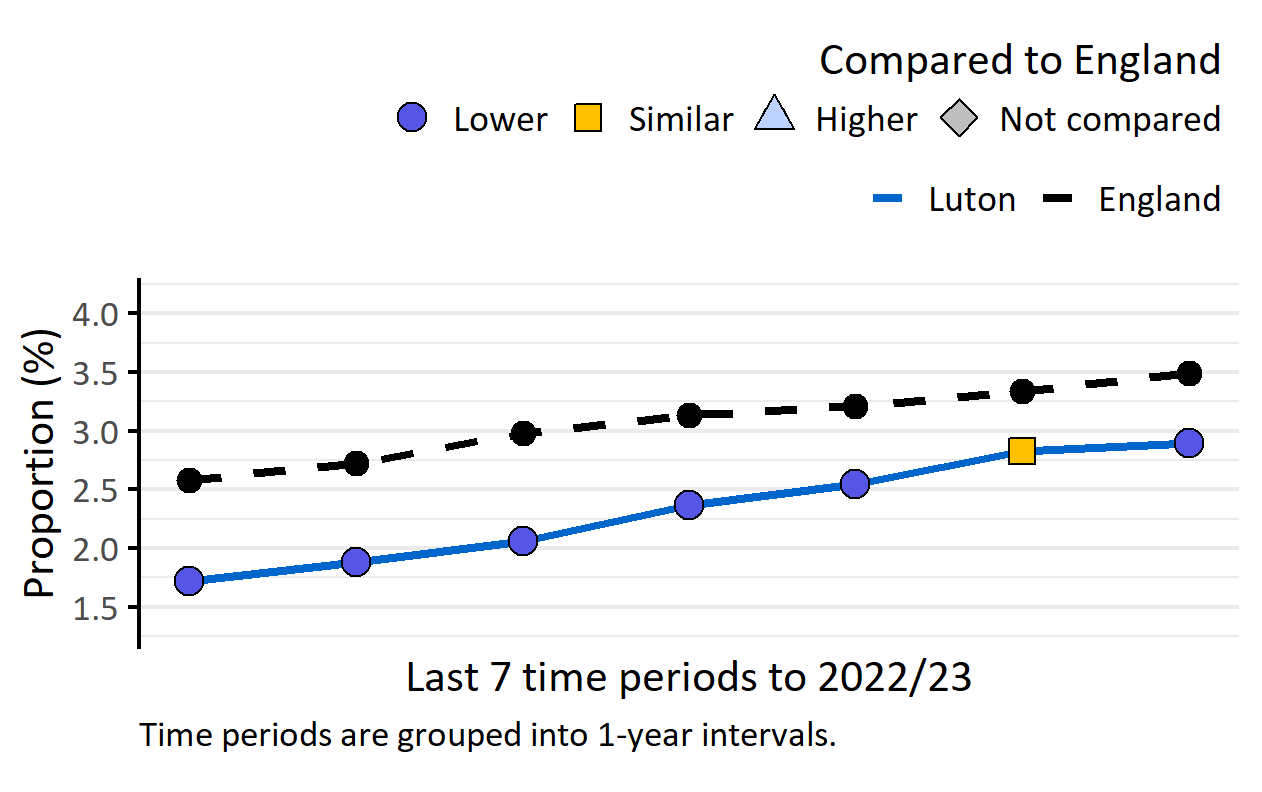 Compared to England
Lower Similar Higher Not compared
Luton England
Proportion (%)
4.0
3.5
3.0
2.5
2.0
1.5
Last 7 time periods to 2022/23
Time periods are grouped into 1-year intervals.